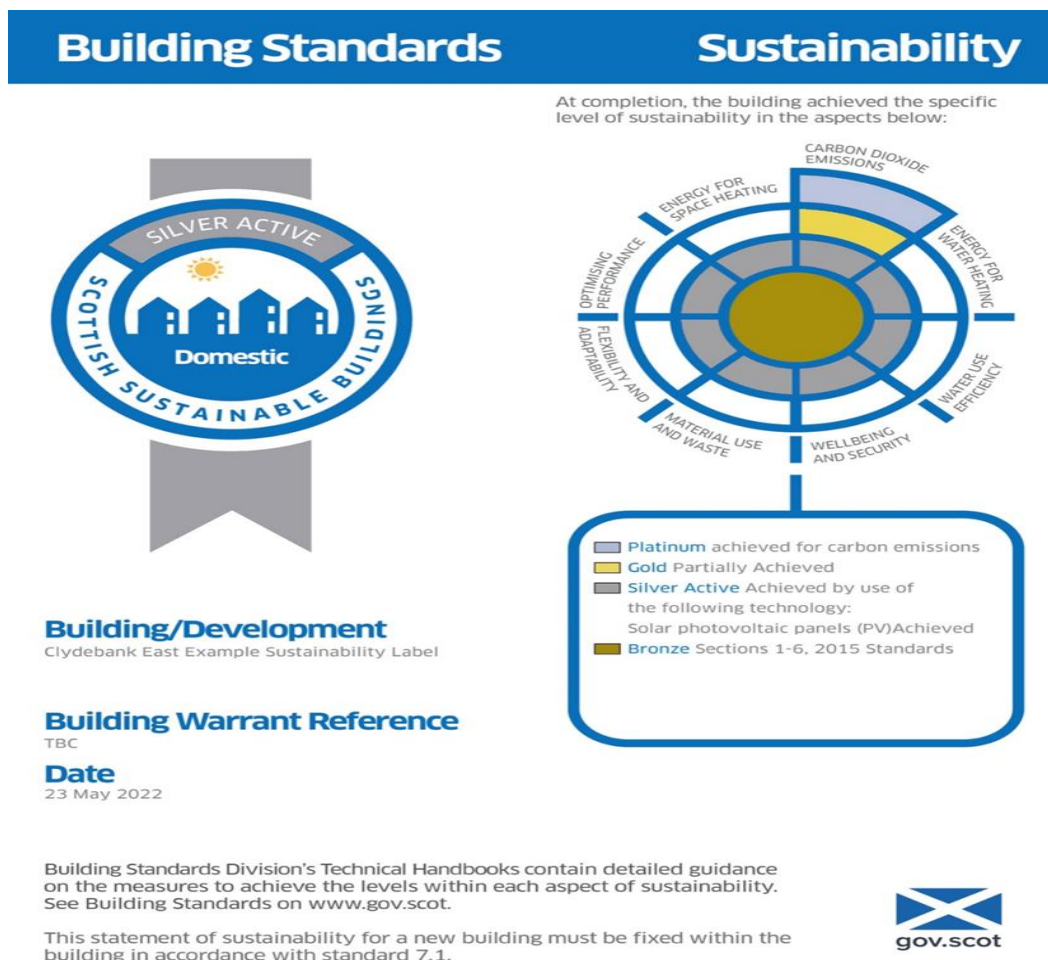 Building Standards
Sustainability
At completion, the building achieved the specific
level of sustainability in the aspects below:
SILVER ACTIVE
SCOTTISH SUSTAINABLE BUILDINGS
Domestic
CARBON DIOXIDE
EMISSIONS
ENERGY FOR
WATER HEATING
WATER USE
EFFICIENCY
WELLBEING
AND SECURITY
MATERIAL USE
AND WASTE
FLEXIBILITY AND
ADAPTABILITY
OPTIMISING
PERFORMANCE
ENERGY FOR
SPACE HEATING
Platinum achieved for carbon emissions
Gold Partially Achieved
Silver Active Achieved by use of
the following technology:
Solar photovoltaic panels (PV)Achieved
Bronze Sections 1-6, 2015 Standards
Building/Development
Clydebank East Example Sustainability Label
Building Warrant Reference
TBC
Date
23 May 2022
Building Standards Division's Technical Handbooks contain detailed guidance
on the measures to achieve the levels within each aspect of sustainability.
See Building Standards on www.gov.scot.
This statement of sustainability for a new building must be fixed within the
building in accordance with standard 7.1.
gov.scot